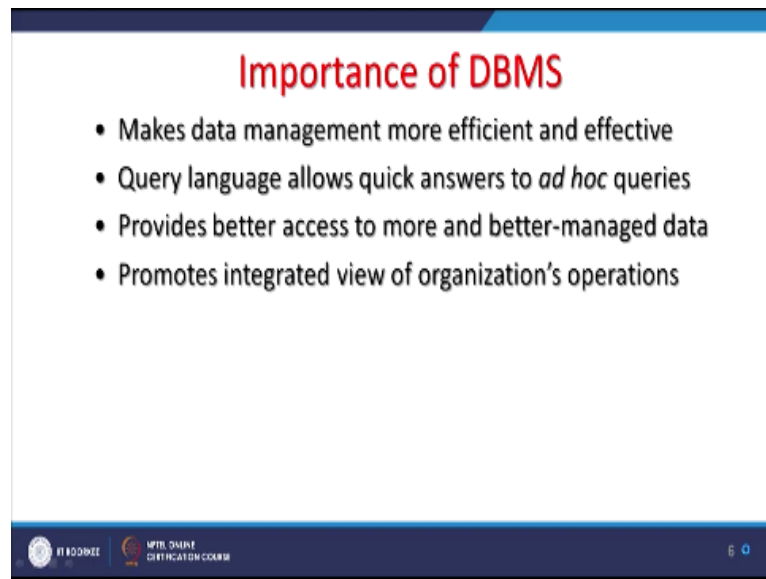 Importance of DBMS
• Makes data management more efficient and effective
• Query language allows quick answers to ad hoc queries
• Provides better access to more and better-managed data
• Promotes integrated view of organization's operations
IIT ROORKEE
NPTEL ONLINE
CERTIFICATION COURSE
6